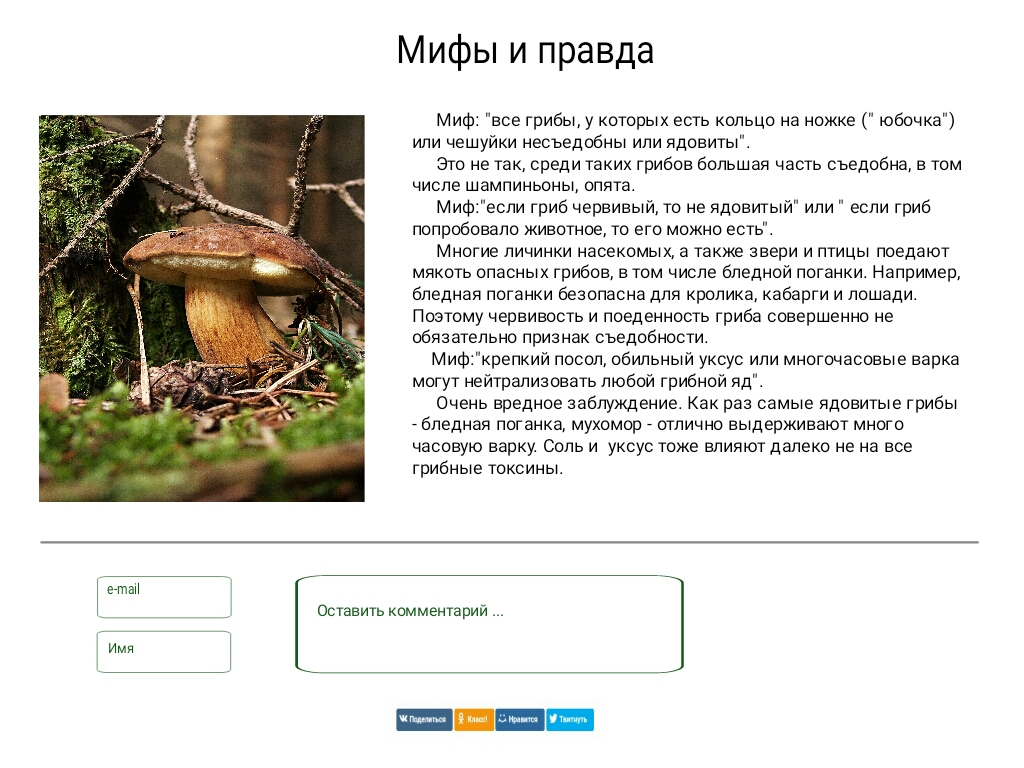 Мифы и правда
Миф: "все грибы, у которых есть кольцо на ножке (" юбочка")
или чешуйки несъедобны или ядовиты".
Это не так, среди таких грибов большая часть съедобна, в том
числе шампиньоны, опята.
Миф:"если гриб червивый, то не ядовитый" или " если гриб
попробовало животное, то его можно есть".
Многие личинки насекомых, а также звери и птицы поедают
мякоть опасных грибов, в том числе бледной поганки. Например,
бледная поганки безопасна для кролика, кабарги и лошади.
Поэтому червивость и поеденность гриба совершенно не
обязательно признак съедобности.
Миф:"крепкий посол, обильный уксус или многочасовые варка
могут нейтрализовать любой грибной яд".
Очень вредное заблуждение. Как раз самые ядовитые грибы
- бледная поганка, мухомор - отлично выдерживают много
часовую варку. Соль и  уксус тоже влияют далеко не на все
грибные токсины.
e-mail
Имя
Оставить комментарий ...
Поделиться Класс! Нравится Твитнуть